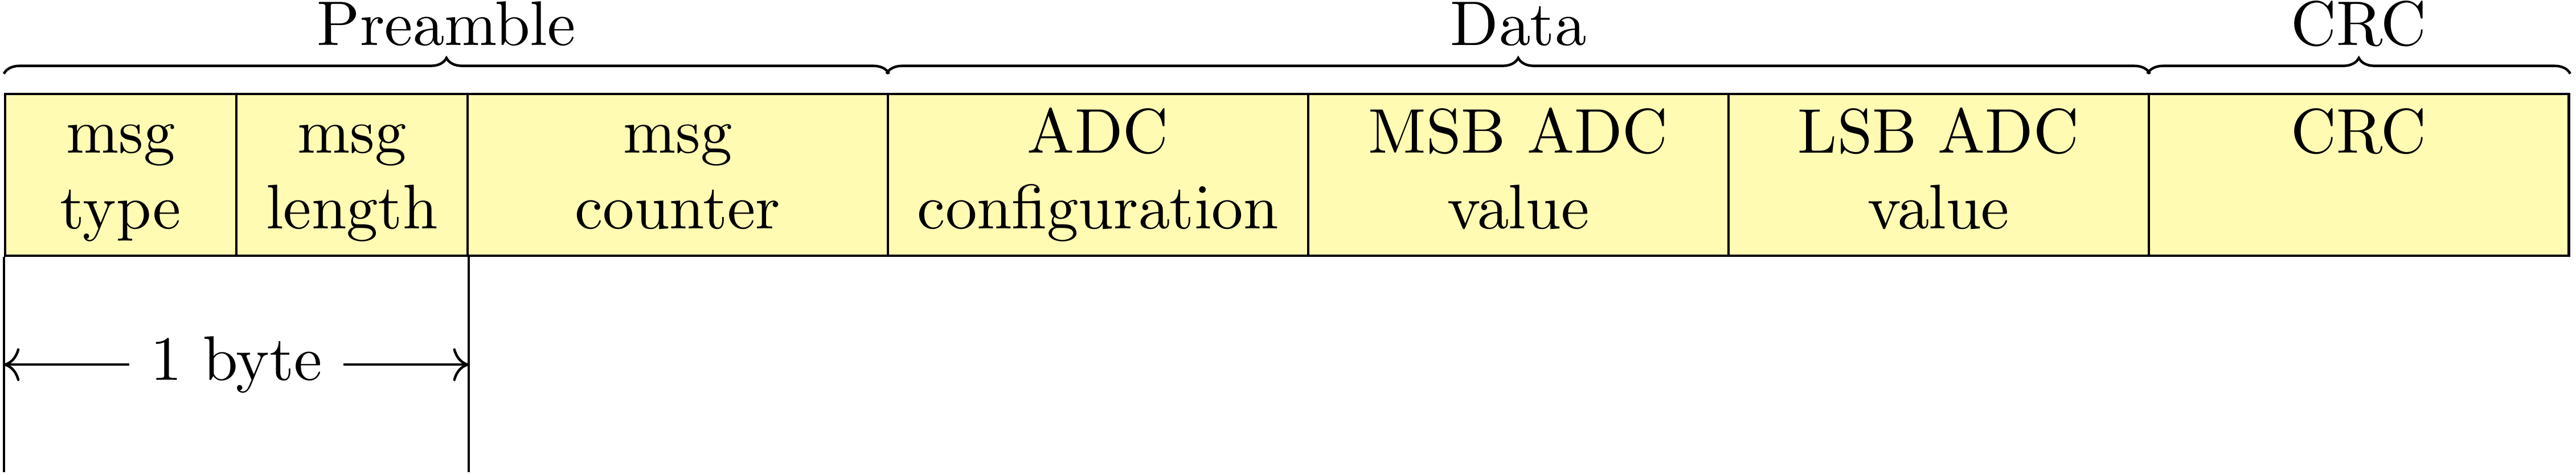 Preamble Data CRC
msg type
msg length
msg counter
ADC configuration
MSB ADC value
LSB ADC value
CRC
1 byte